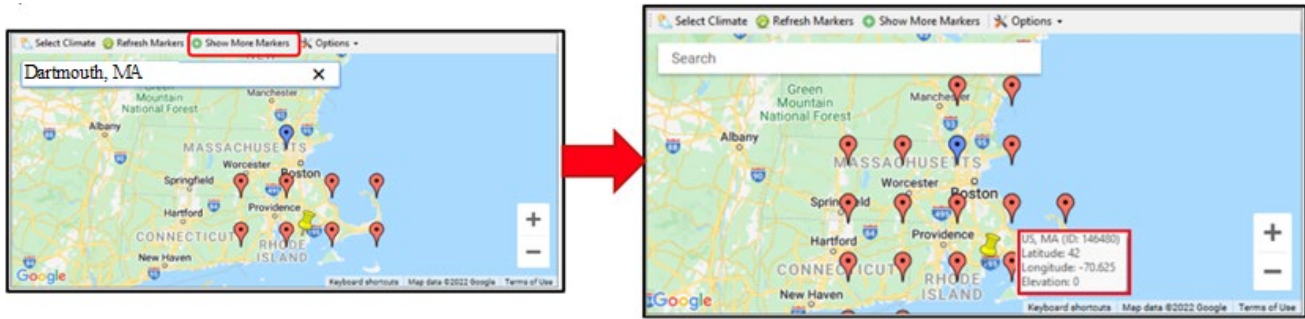 Select Climate Refresh Markers Show More Markers Options
Dartmouth, MA X
Green
Mountain
National Forest
Manchester
Albany
MASSACHUSETTS
Worcester
Boston
Springfield
Hartford
Providence
CONNECTICUT
RHODE
ISLAND
New Haven
Google
Keyboard shortcuts Map data ©2022 Google Terms of Use
Select Climate Refresh Markers Show More Markers Options
Search
Green
Mountain
National Forest
Manchester
Albany
MASSACHUSETTS
Worcester
Boston
Springfield
Hartford
Providence
CONNECTICUT
RHODE
ISLAND
New Haven
US, MA (ID: 146480)
Latitude: 42
Longitude: -70.625
Elevation: 0
Google
Keyboard shortcuts Map data ©2022 Google Terms of Use